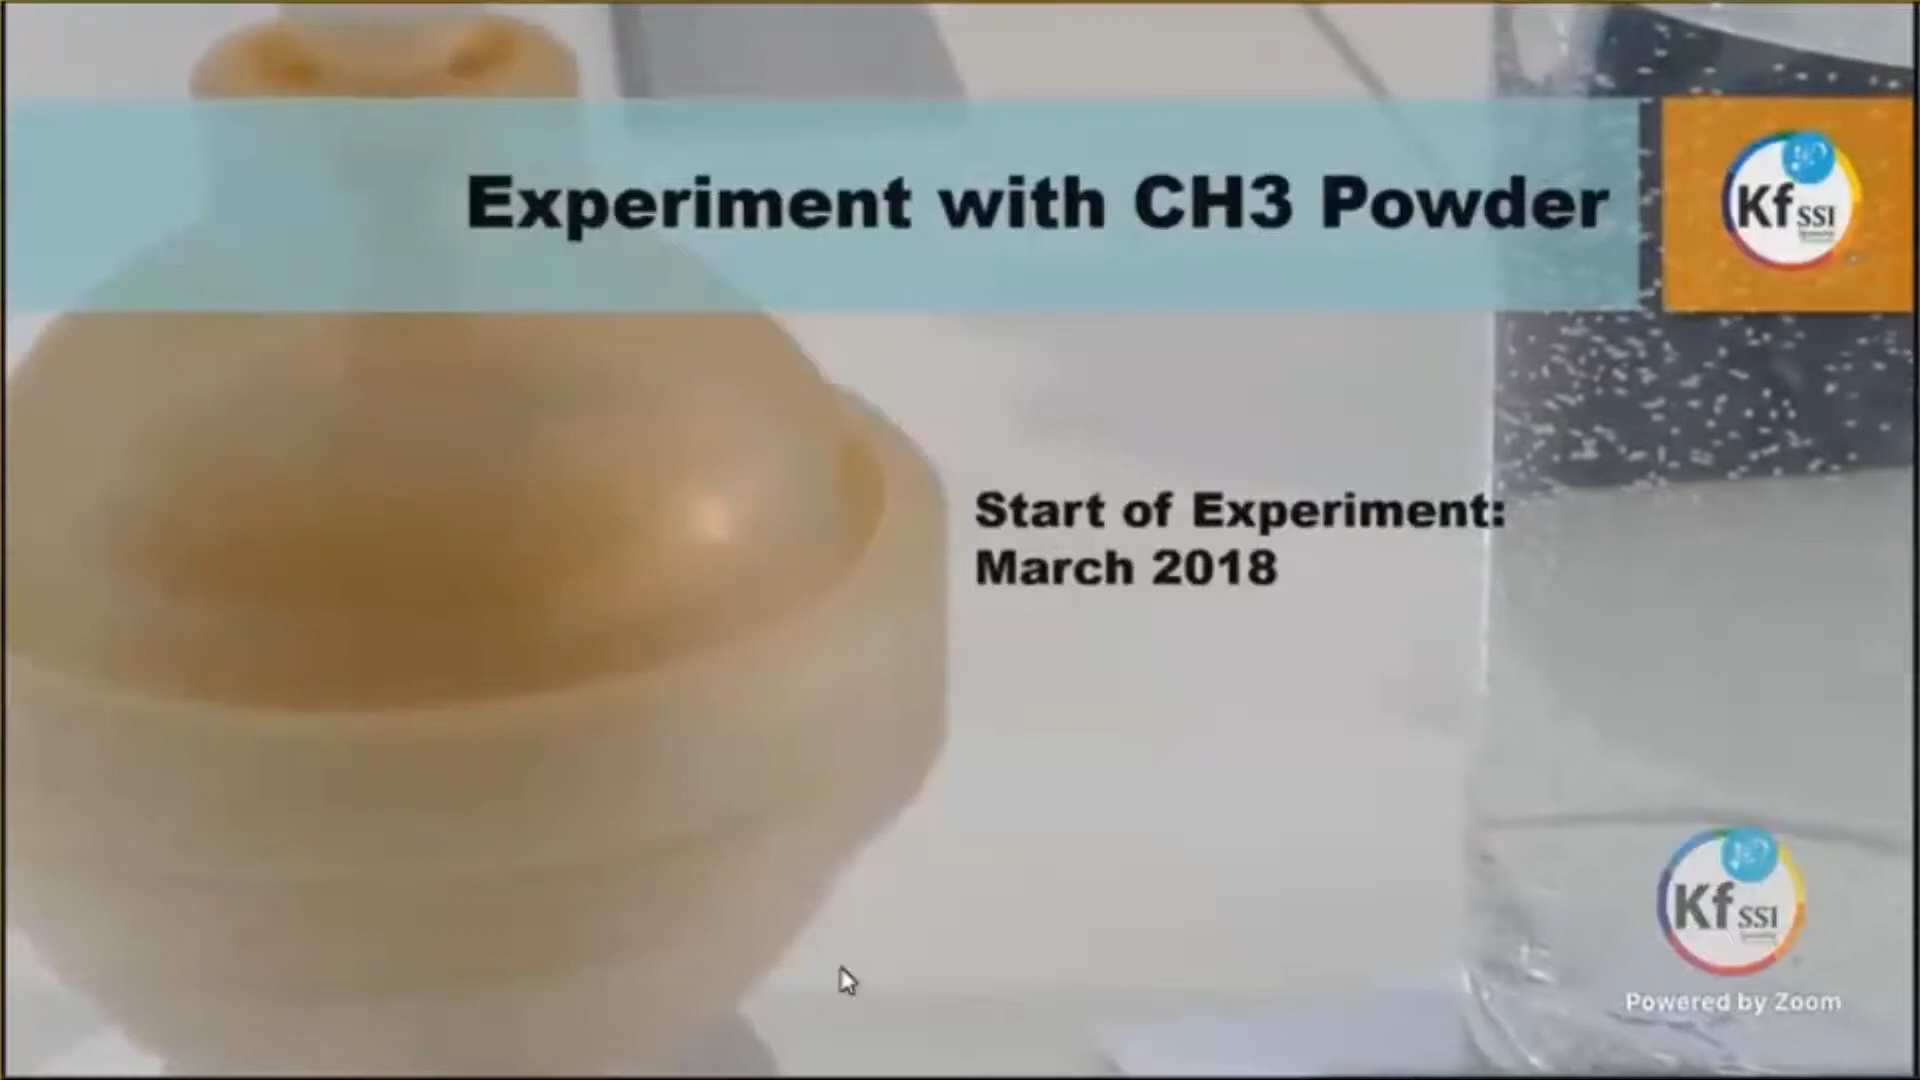 Experiment with CH3 Powder
Kf SSI
Start of Experiment:
March 2018
Kf SSI
Powered by Zoom